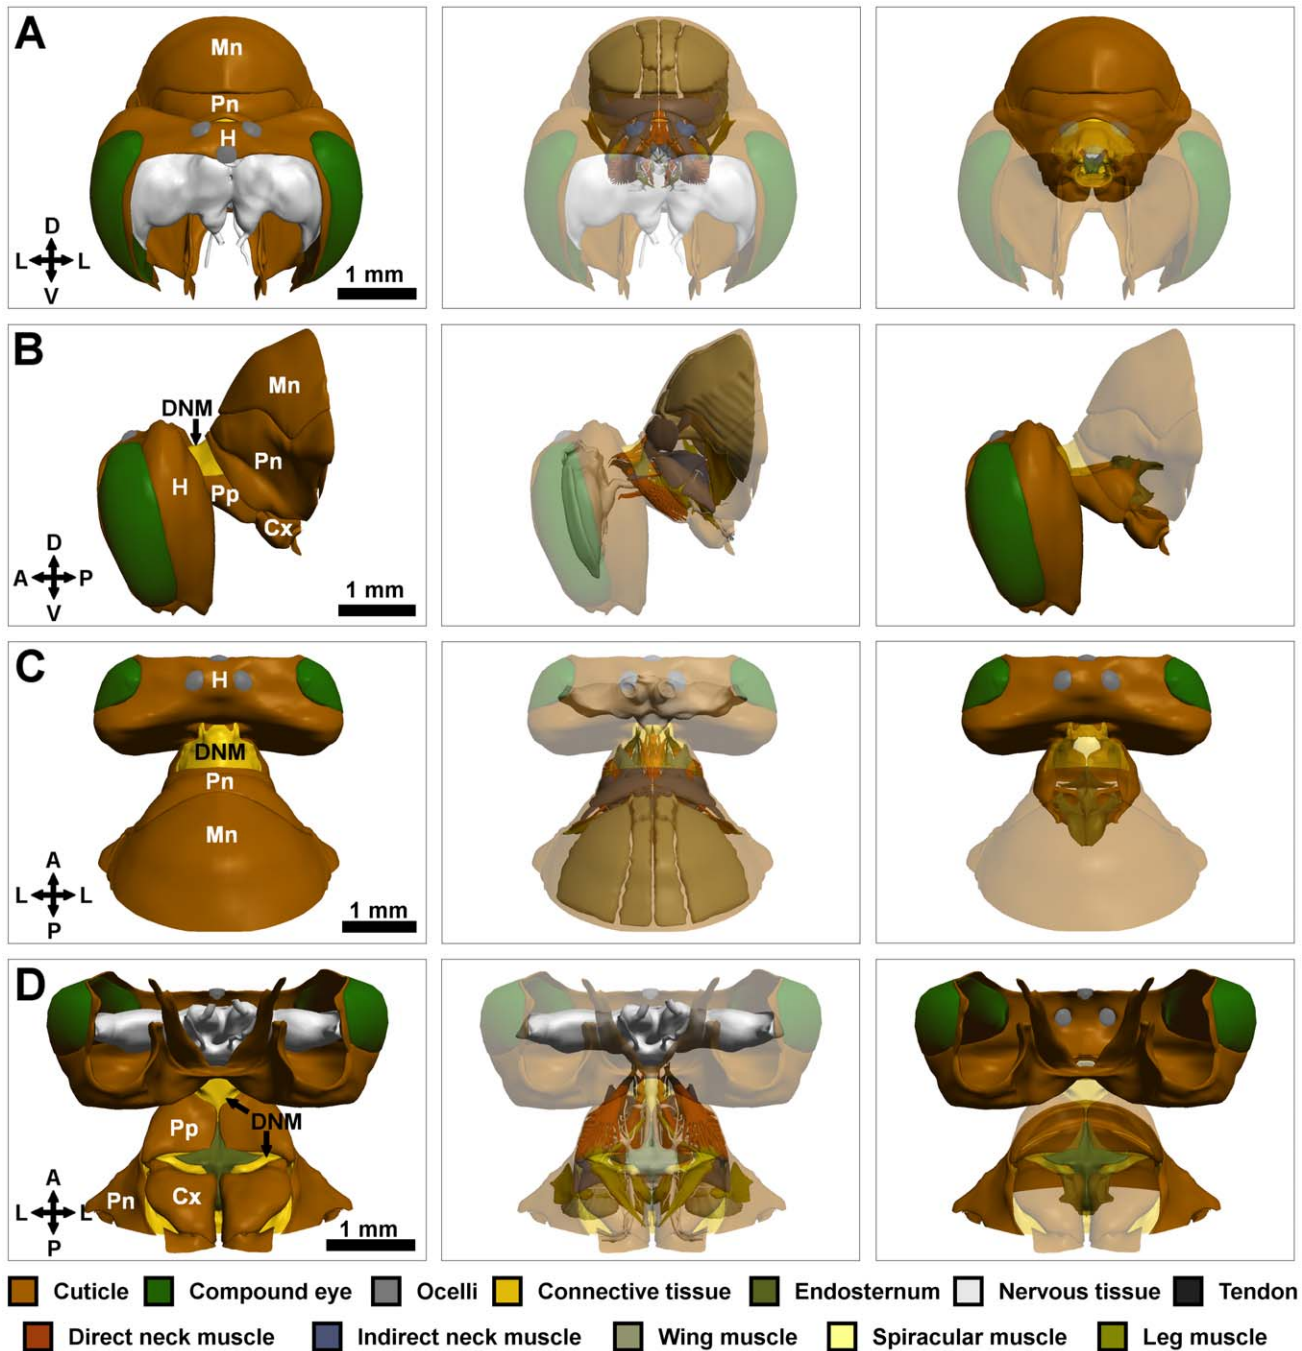 A
Mn
Pn
H
D
L L
V
1 mm
B
DNM
Mn
Pn
H
Pp
Cx
D
A P
V
1 mm
C
H
DNM
Pn
Mn
A
L L
P
1 mm
D
DNM
Pp
Pn
Cx
A
L L
P
1 mm
Cuticle Compound eye Ocelli Connective tissue Endosternum Nervous tissue Tendon
Direct neck muscle Indirect neck muscle Wing muscle Spiracular muscle Leg muscle